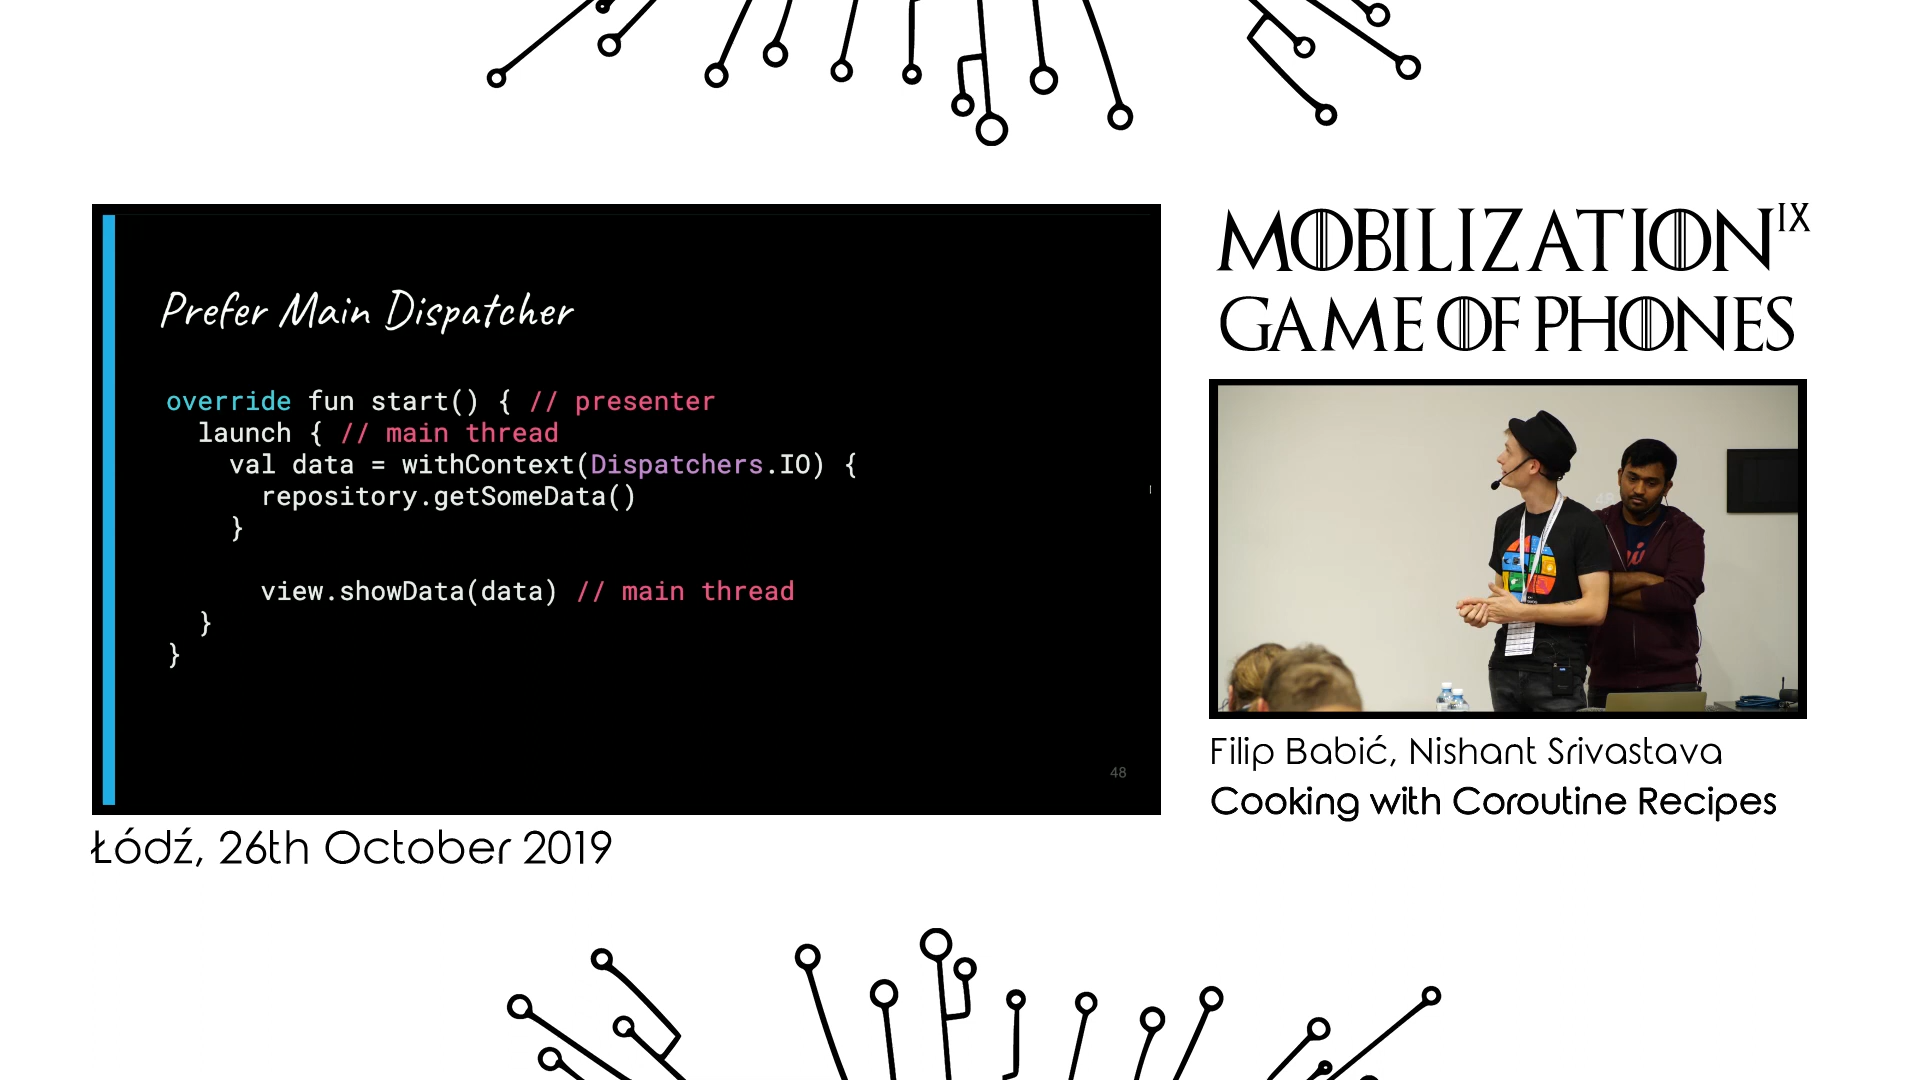 Prefer Main Dispatcher
override fun start() { // presenter
launch { // main thread
val data = withContext(Dispatchers.IO) {
repository.getSomeData()
}
view.showData(data) // main thread
}
}
48
Łódź, 26th October 2019
MOBILIZATION IX
GAME OF PHONES
48
Filip Babić, Nishant Srivastava
Cooking with Coroutine Recipes